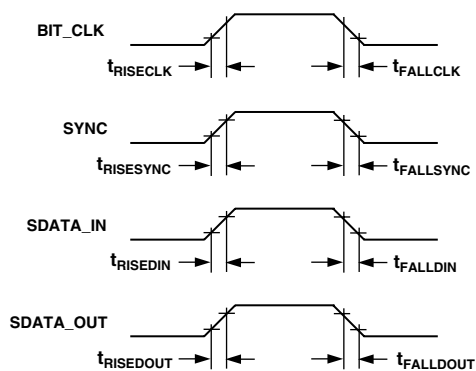 BIT_CLK
tRISECLK
tFALLCLK
SYNC
tRISESYNC
tFALLSYNC
SDATA_IN
tRISEDIN
tFALLDIN
SDATA_OUT
tRISEDOUT
tFALLDOUT